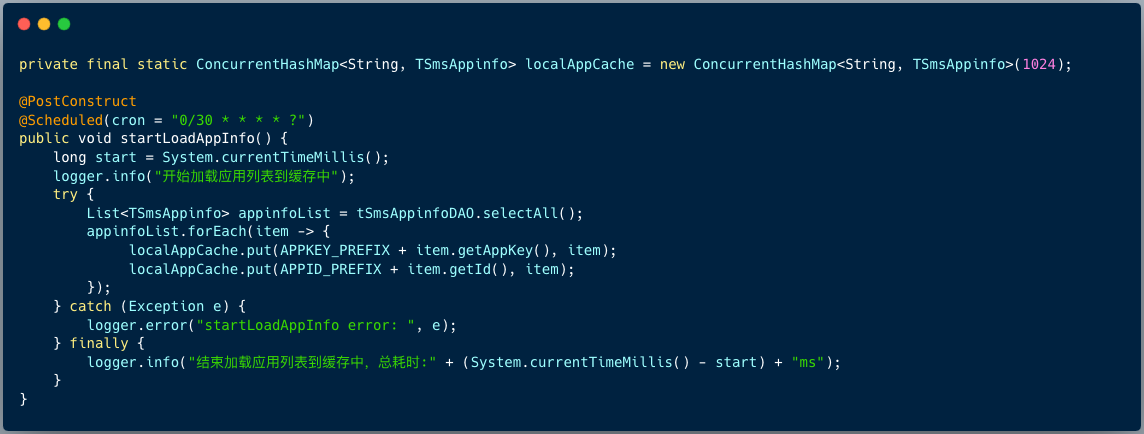 private final static ConcurrentHashMap<String, TSmsAppinfo> localAppCache = new ConcurrentHashMap<String, TSmsAppinfo>(1024);

@PostConstruct
@Scheduled(cron = "0/30 * * * * ?")
public void startLoadAppInfo() {
    long start = System.currentTimeMillis();
    logger.info("开始加载应用列表到缓存中");
    try {
        List<TSmsAppinfo> appinfoList = tSmsAppinfoDAO.selectAll();
        appinfoList.forEach(item -> {
             localAppCache.put(APPKEY_PREFIX + item.getAppKey(), item);
             localAppCache.put(APPID_PREFIX + item.getId(), item);
        });
    } catch (Exception e) {
        logger.error("startLoadAppInfo error: ", e);
    } finally {
        logger.info("结束加载应用列表到缓存中，总耗时:" + (System.currentTimeMillis() - start) + "ms");
    }
}